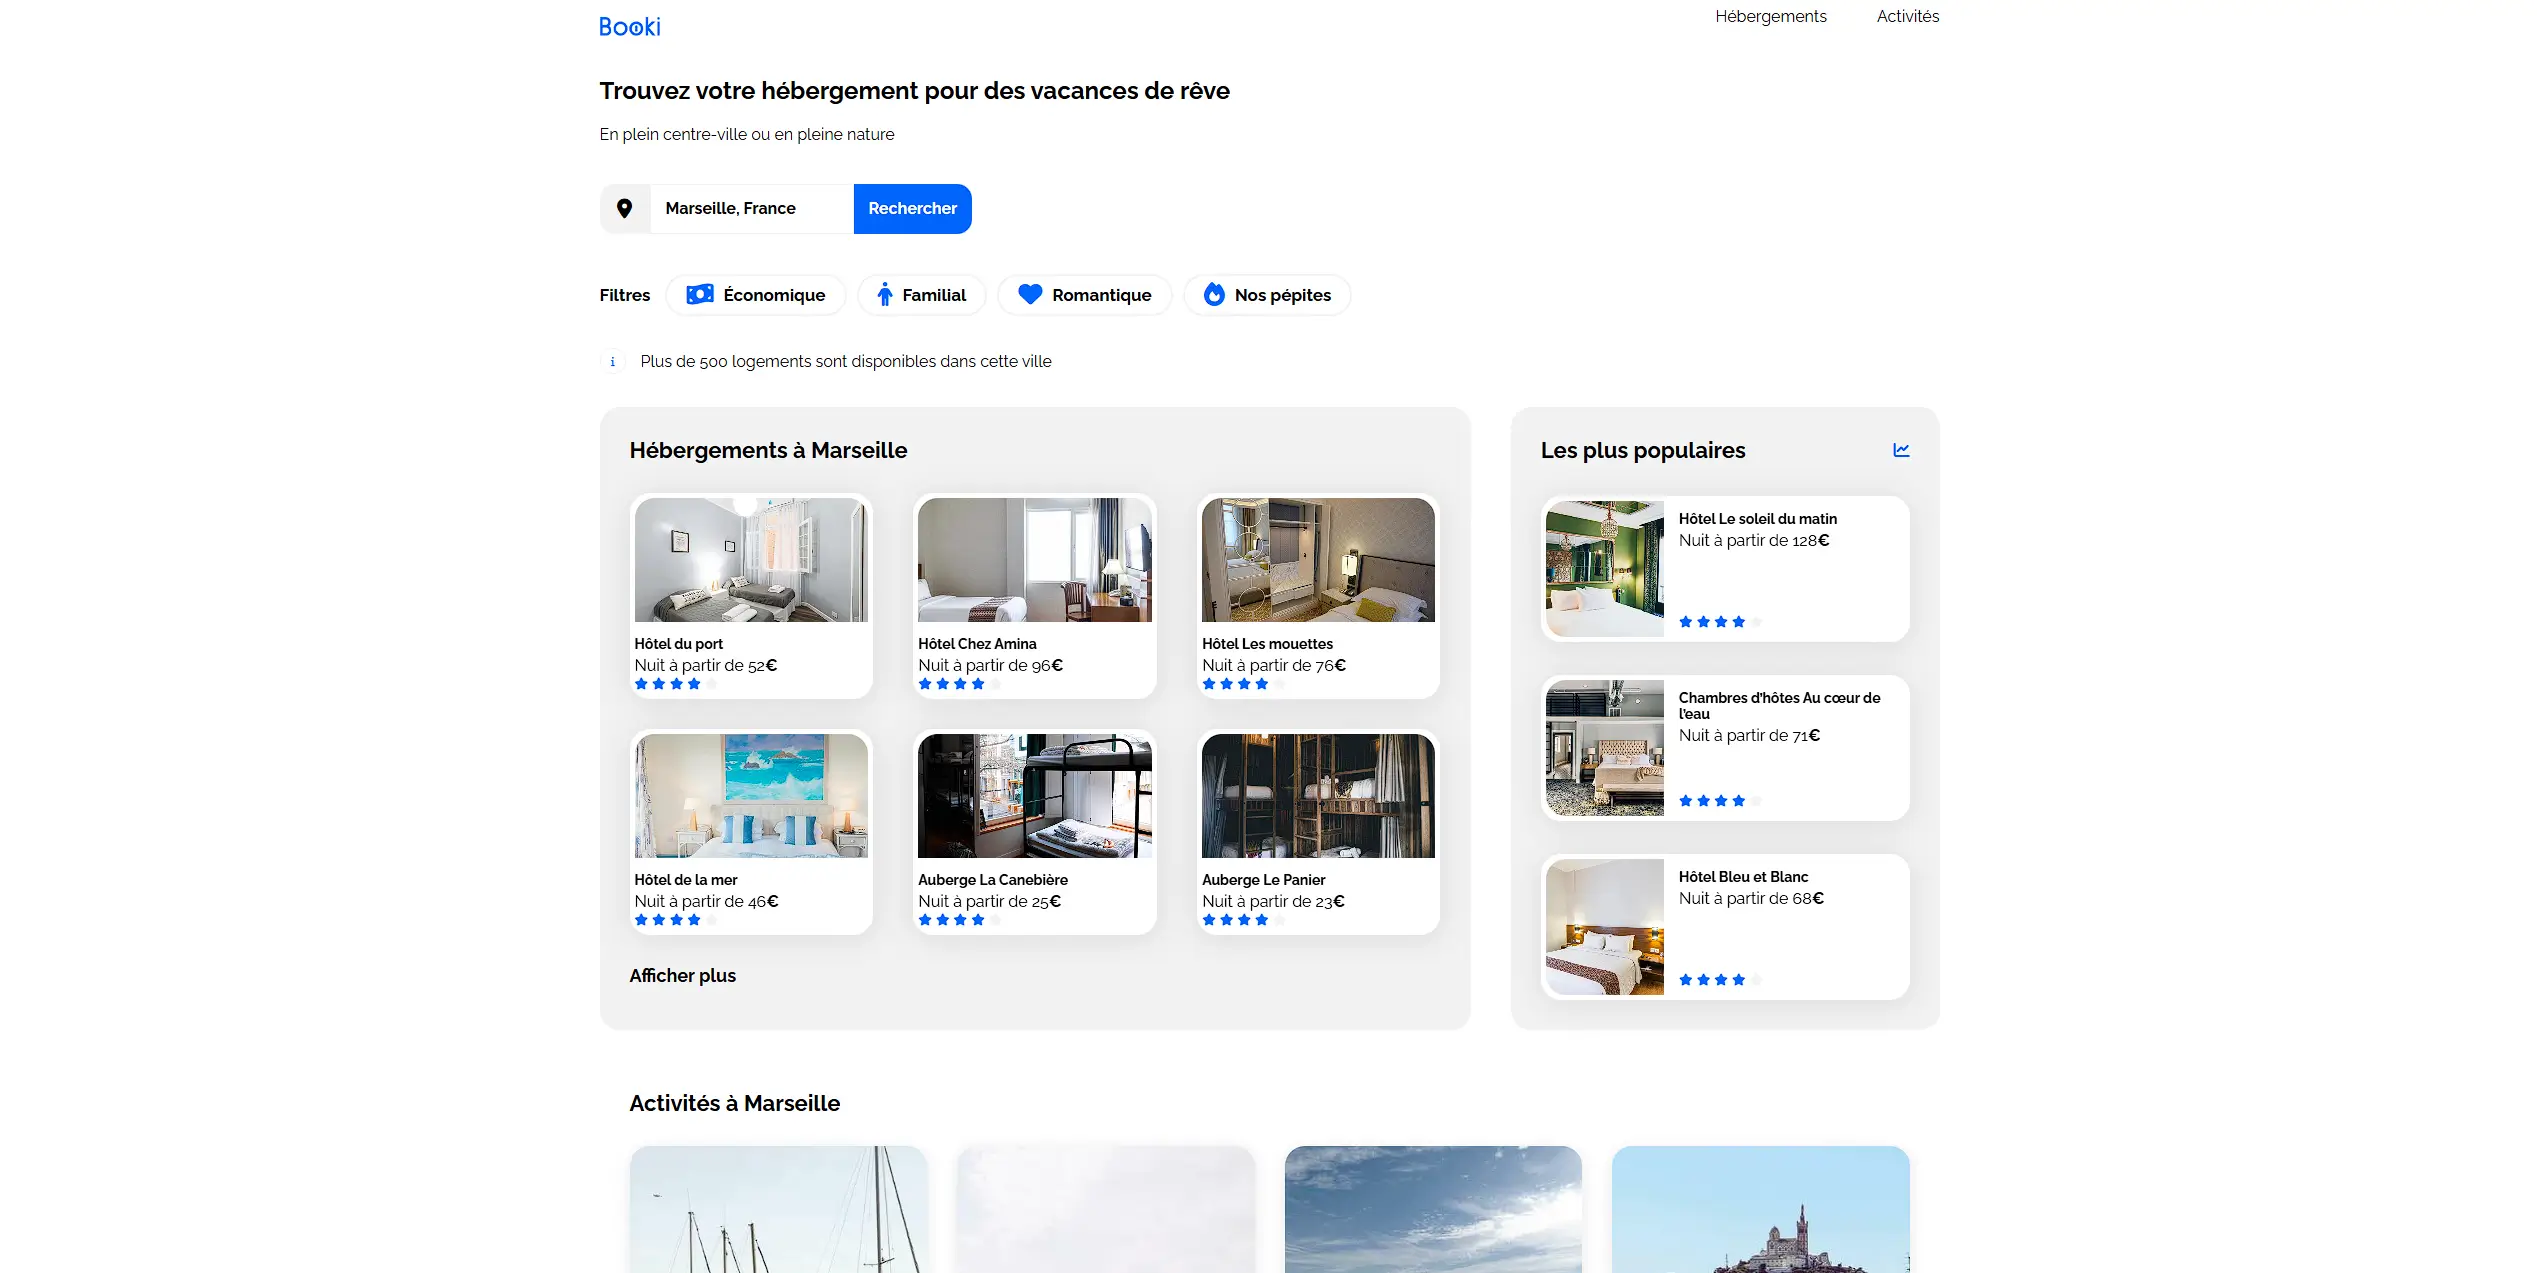 Booki
Hébergements
Activités
Trouvez votre hébergement pour des vacances de rêve
En plein centre-ville ou en pleine nature
Marseille, France
Rechercher
Filtres
Économique
Familial
Romantique
Nos pépites
i
Plus de 500 logements sont disponibles dans cette ville
Hébergements à Marseille
Hôtel du port
Nuit à partir de 52€
Hôtel Chez Amina
Nuit à partir de 96€
Hôtel Les mouettes
Nuit à partir de 76€
Hôtel de la mer
Nuit à partir de 46€
Auberge La Canebière
Nuit à partir de 25€
Auberge Le Panier
Nuit à partir de 23€
Afficher plus
Les plus populaires
Hôtel Le soleil du matin
Nuit à partir de 128€
Chambres d'hôtes Au cœur de
l'eau
Nuit à partir de 71€
Hôtel Bleu et Blanc
Nuit à partir de 68€
Activités à Marseille